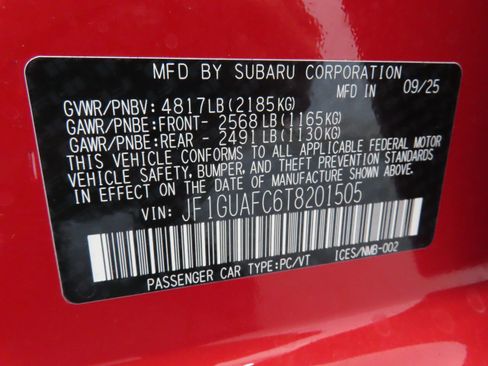 MFD BY SUBARU CORPORATION
MFD IN 09/25
GVWR/PNBV: 4817LB(2185KG)
GAWR/PNBE:FRONT- 2568LB(1165KG)
GAWR/PNBE:REAR - 2491LB(1130KG)
THIS VEHICLE CONFORMS TO ALL APPLICABLE FEDERAL MOTOR
VEHICLE SAFETY, BUMPER, AND THEFT PREVENTION STANDARDS
IN EFFECT ON THE DATE OF MANUFACTURE SHOWN ABOVE.
VIN: JF1GUAFC6T8201505
PASSENGER CAR TYPE:PC/VT ICES/NMB-002